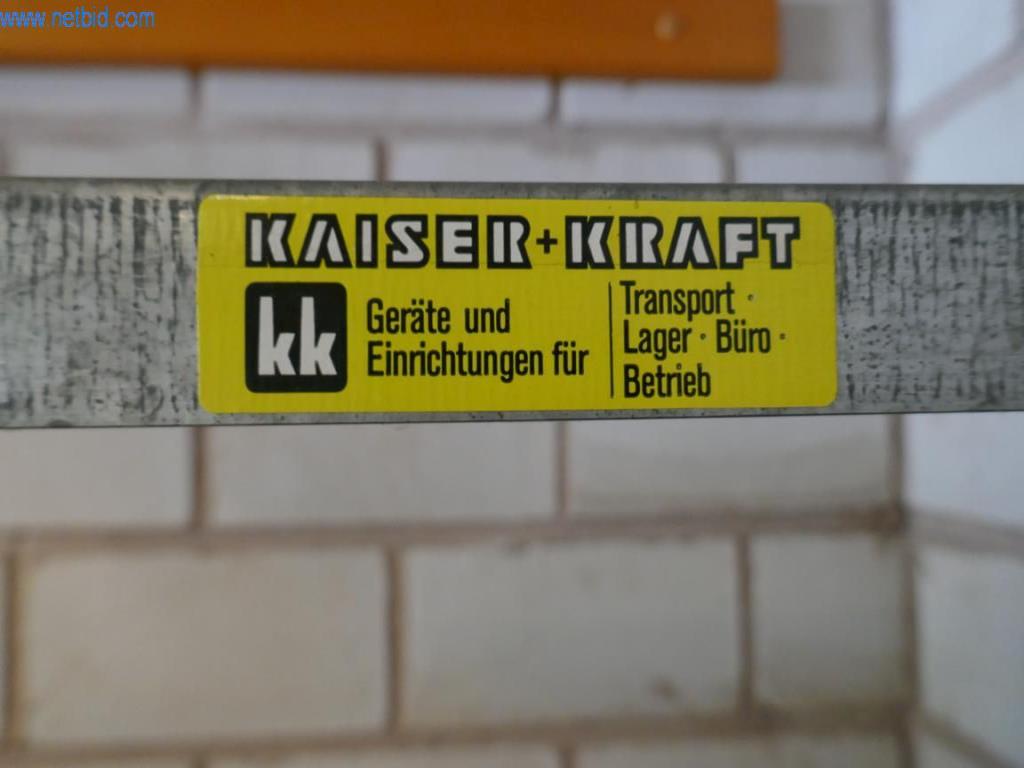 www.netbid.com
KAISER+KRAFT
kk
Geräte und
Einrichtungen für
Transport ·
Lager · Büro ·
Betrieb